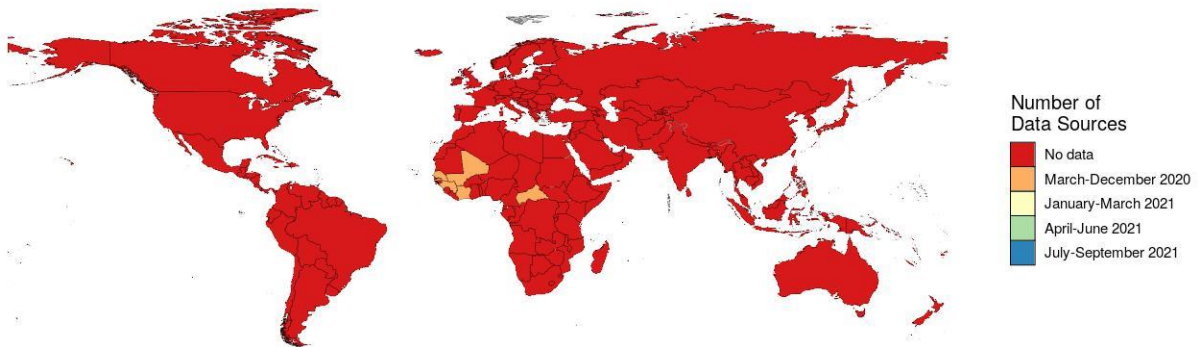 Number of
Data Sources
No data
March-December 2020
January-March 2021
April-June 2021
July-September 2021